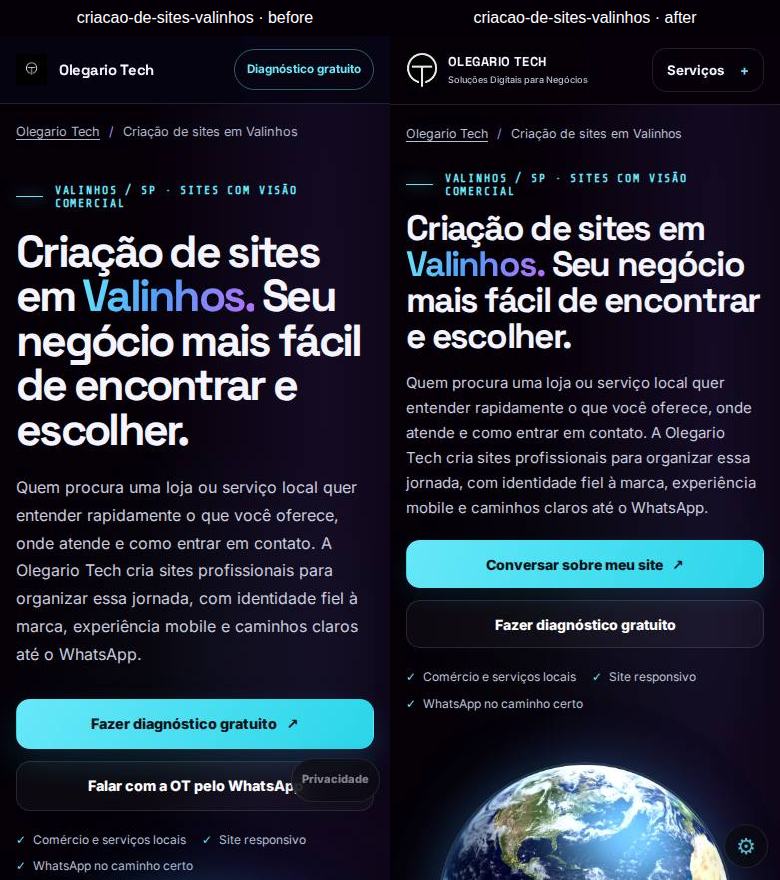 criacao-de-sites-valinhos · before
Olegario Tech
Diagnóstico gratuito
Olegario Tech / Criação de sites em Valinhos
VALINHOS / SP · SITES COM VISÃO
COMERCIAL
Criação de sites
em Valinhos. Seu
negócio mais fácil
de encontrar e
escolher.
Quem procura uma loja ou serviço local quer
entender rapidamente o que você oferece,
onde atende e como entrar em contato. A
Olegario Tech cria sites profissionais para
organizar essa jornada, com identidade fiel à
marca, experiência mobile e caminhos claros
até o WhatsApp.
Fazer diagnóstico gratuito ↗
Falar com a OT pelo WhatsApp
Privacidade
✓ Comércio e serviços locais ✓ Site responsivo
✓ WhatsApp no caminho certo
criacao-de-sites-valinhos · after
OLEGARIO TECH
Soluções Digitais para Negócios
Serviços +
Olegario Tech / Criação de sites em Valinhos
VALINHOS / SP · SITES COM VISÃO
COMERCIAL
Criação de sites em
Valinhos. Seu negócio
mais fácil de encontrar
e escolher.
Quem procura uma loja ou serviço local quer
entender rapidamente o que você oferece, onde
atende e como entrar em contato. A Olegario
Tech cria sites profissionais para organizar essa
jornada, com identidade fiel à marca, experiência
mobile e caminhos claros até o WhatsApp.
Conversar sobre meu site ↗
Fazer diagnóstico gratuito
✓ Comércio e serviços locais ✓ Site responsivo
✓ WhatsApp no caminho certo